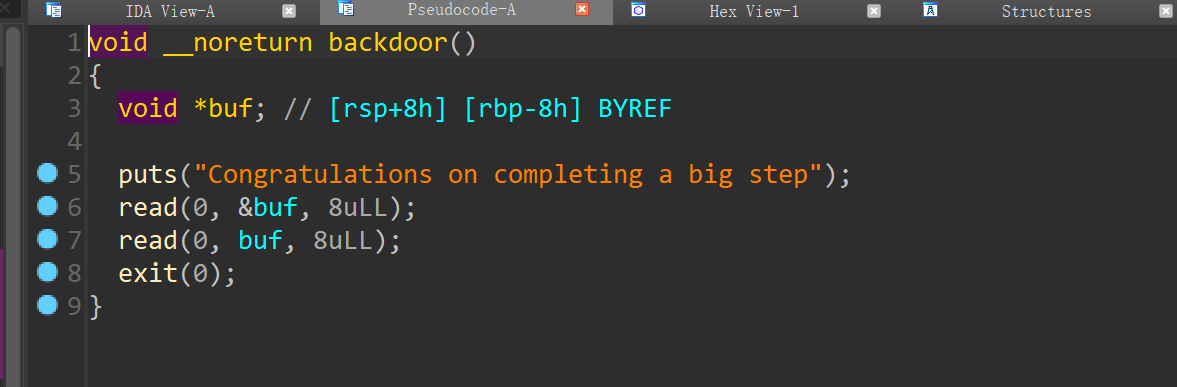 IDA View-A Pseudocode-A Hex View-1 Structures
1 void __noreturn backdoor()
2 {
3   void *buf; // [rsp+8h] [rbp-8h] BYREF
4
5   puts("Congratulations on completing a big step");
6   read(0, &buf, 8uLL);
7   read(0, buf, 8uLL);
8   exit(0);
9 }